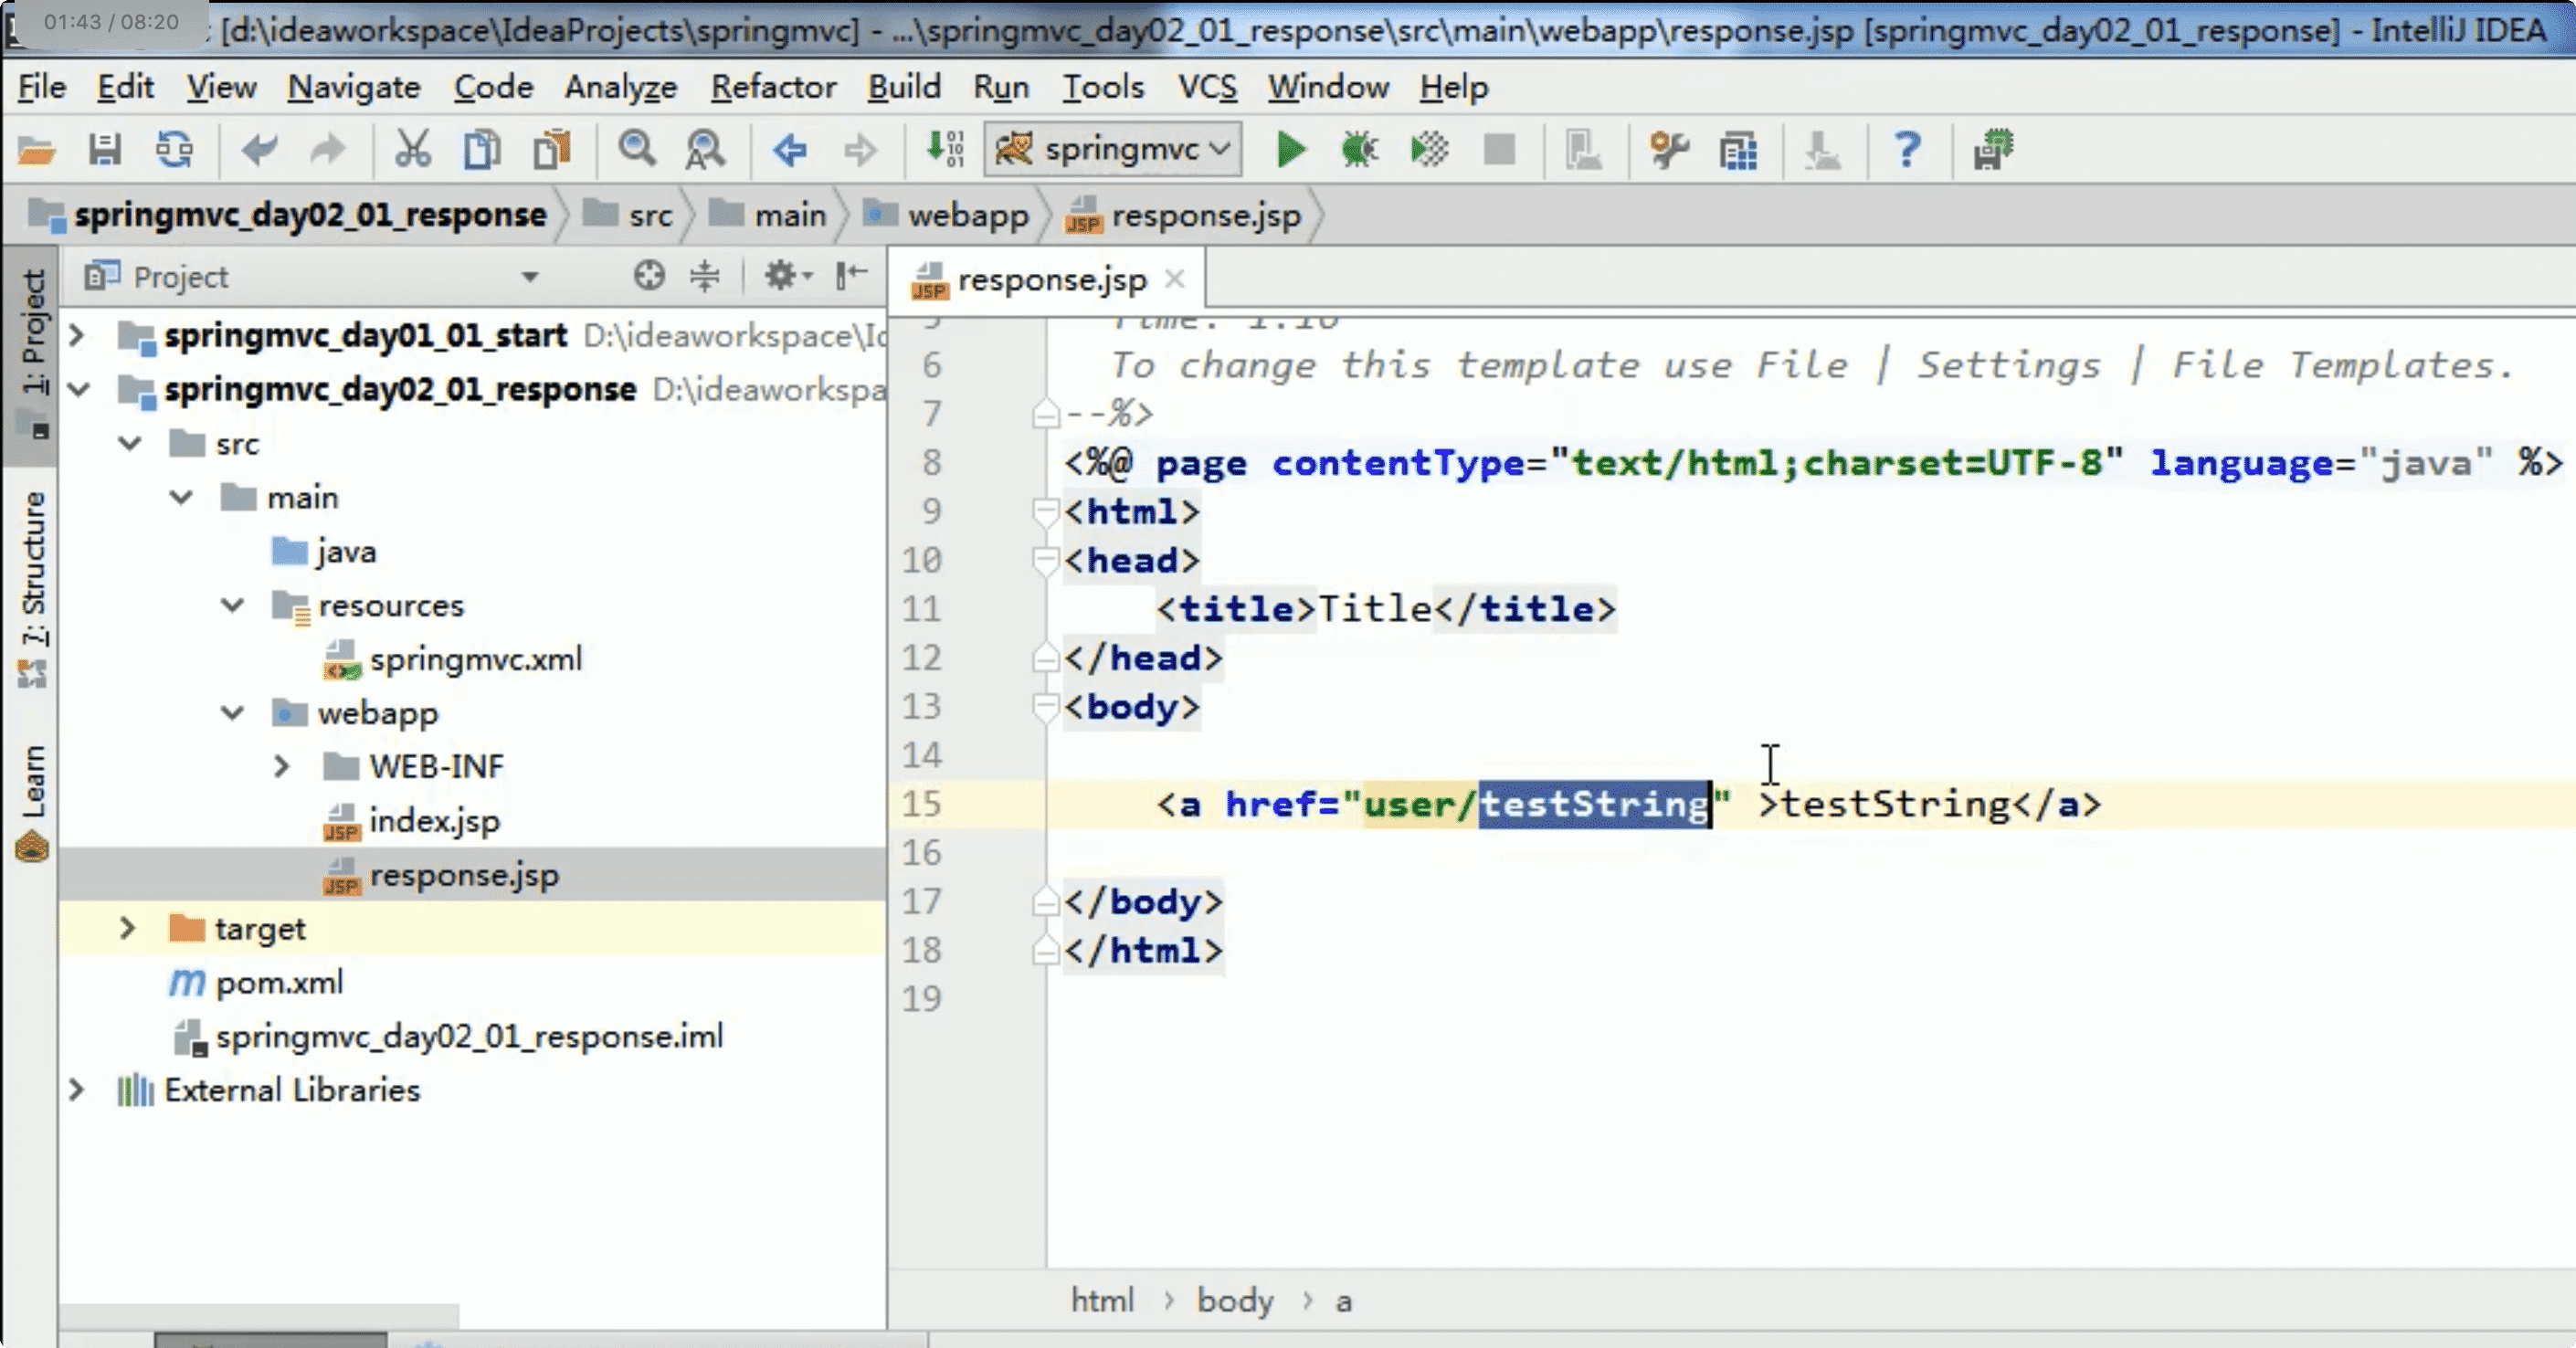 01:43 / 08:20
[d:\ideaworkspace\IdeaProjects\springmvc] - ...\springmvc_day02_01_response\src\main\webapp\response.jsp [springmvc_day02_01_response] - IntelliJ IDEA
File Edit View Navigate Code Analyze Refactor Build Run Tools VCS Window Help
springmvc
springmvc_day02_01_response src main webapp response.jsp
1: Project
7: Structure
Learn
Project
springmvc_day01_01_start D:\ideaworkspace\Id
springmvc_day02_01_response D:\ideaworkspa
src
main
java
resources
springmvc.xml
webapp
WEB-INF
index.jsp
response.jsp
target
pom.xml
springmvc_day02_01_response.iml
External Libraries
response.jsp
6 To change this template use File | Settings | File Templates.
7 --%>
8 <%@ page contentType="text/html;charset=UTF-8" language="java" %>
9 <html>
10 <head>
11 <title>Title</title>
12 </head>
13 <body>
14
15 <a href="user/testString" >testString</a>
16
17 </body>
18 </html>
19
html › body › a